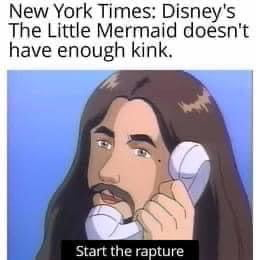 New York Times: Disney's
The Little Mermaid doesn't
have enough kink.
Start the rapture